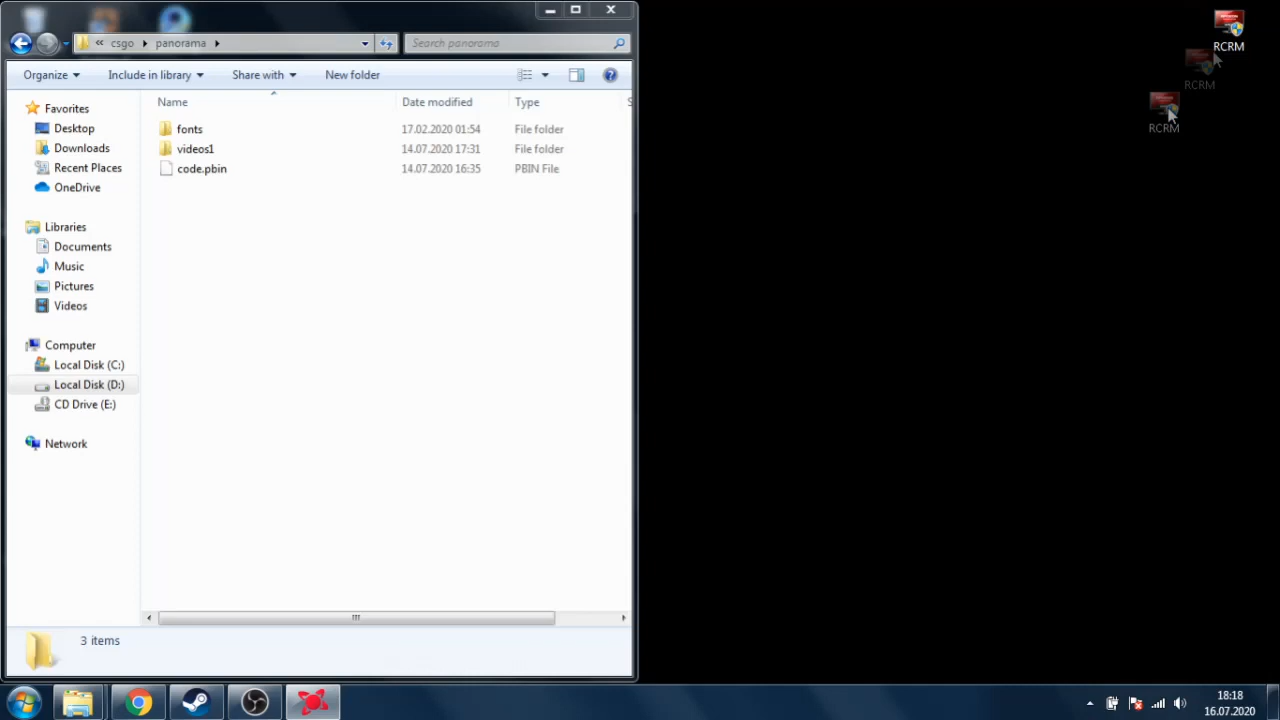 RCRM
RCRM
RCRM
« csgo panorama
Search panorama
Organize Include in library Share with New folder
Name Date modified Type S
fonts 17.02.2020 01:54 File folder
videos1 14.07.2020 17:31 File folder
code.pbin 14.07.2020 16:35 PBIN File
Favorites
Desktop
Downloads
Recent Places
OneDrive
Libraries
Documents
Music
Pictures
Videos
Computer
Local Disk (C:)
Local Disk (D:)
CD Drive (E:)
Network
3 items
18:18
16.07.2020